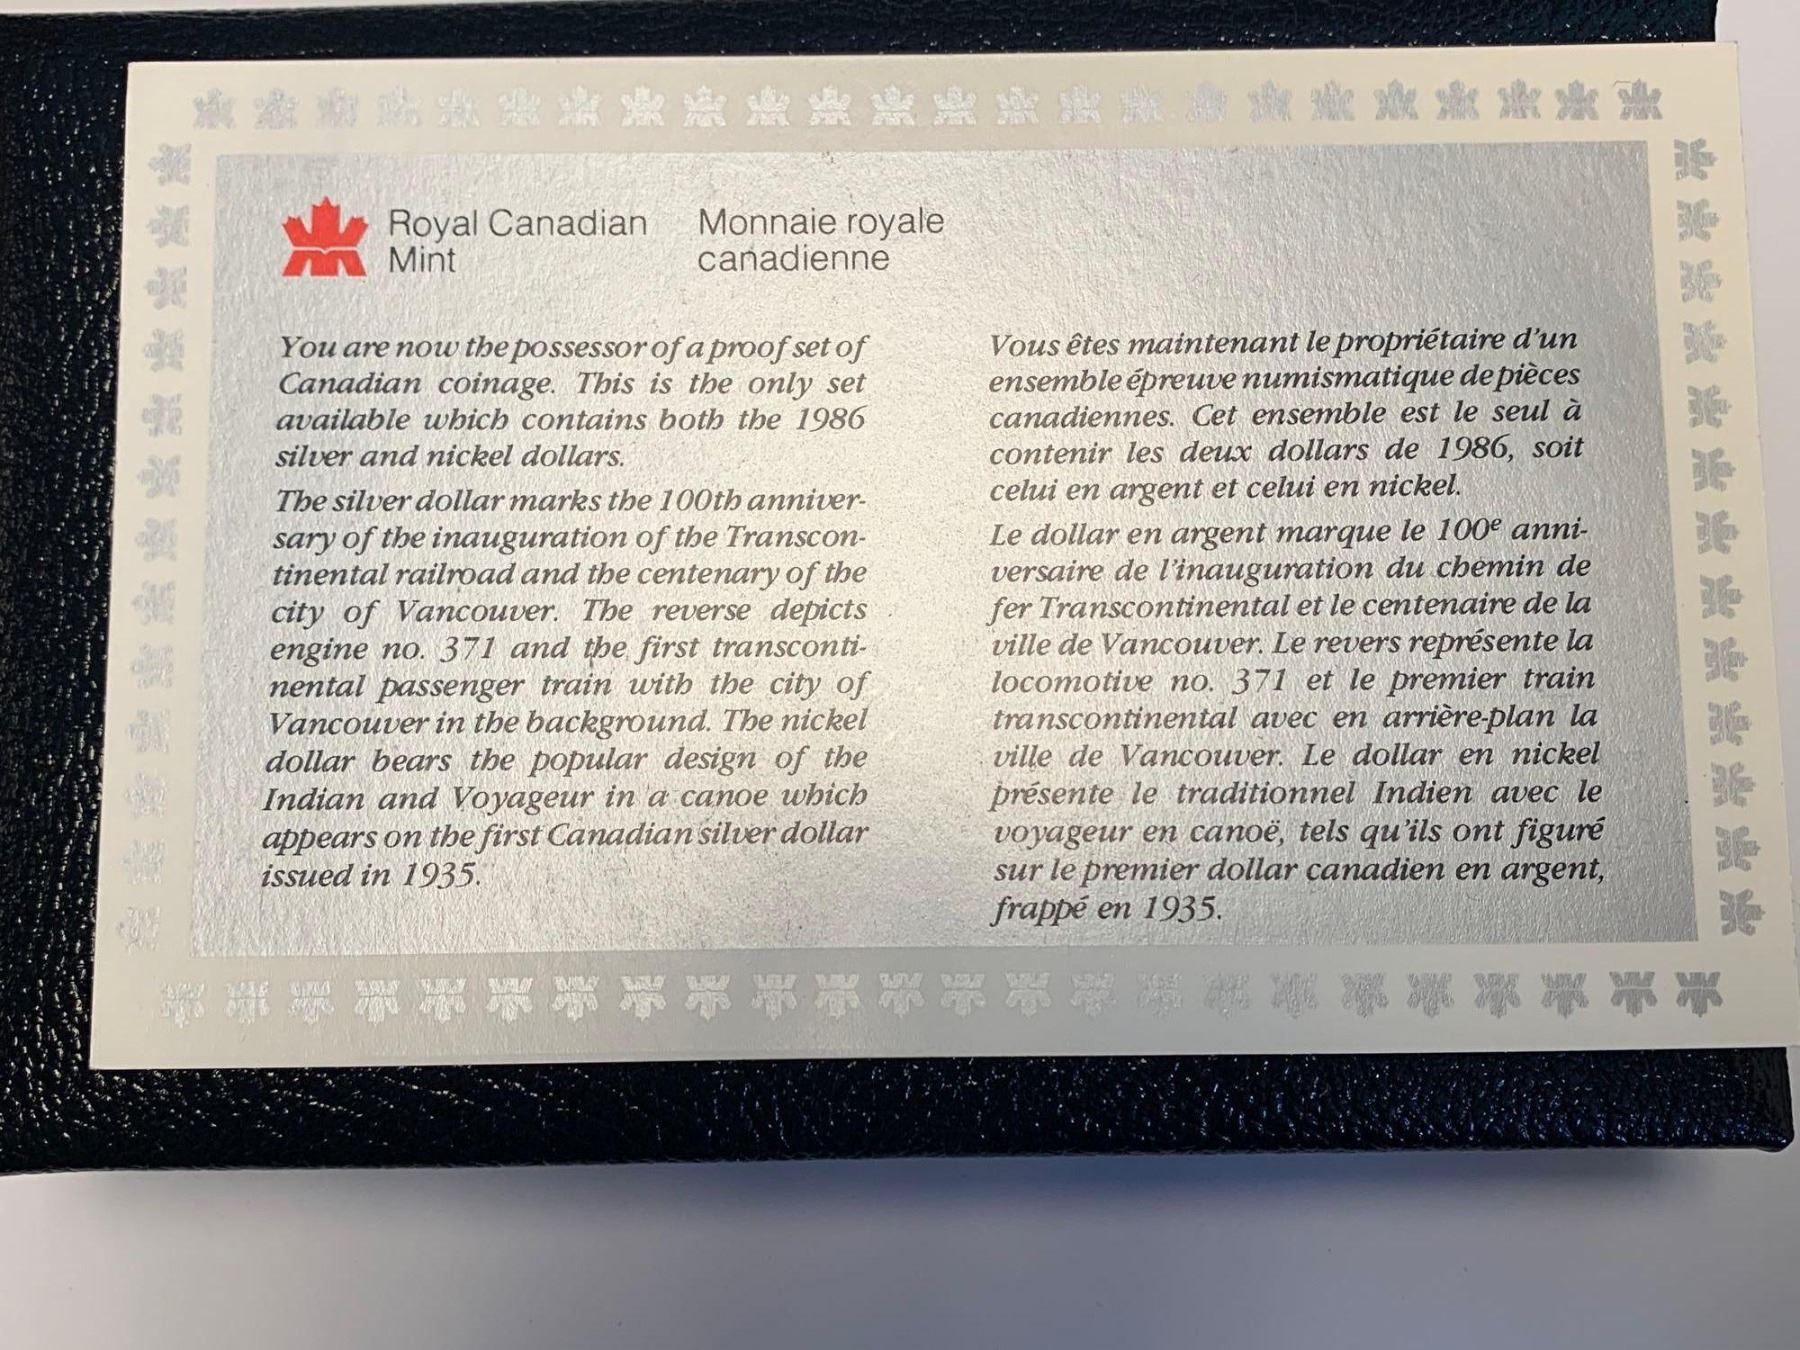 Royal Canadian
Mint
Monnaie royale
canadienne
You are now the possessor of a proof set of
Canadian coinage. This is the only set
available which contains both the 1986
silver and nickel dollars.
The silver dollar marks the 100th anniver-
sary of the inauguration of the Transcon-
tinental railroad and the centenary of the
city of Vancouver. The reverse depicts
engine no. 371 and the first transconti-
nental passenger train with the city of
Vancouver in the background. The nickel
dollar bears the popular design of the
Indian and Voyageur in a canoe which
appears on the first Canadian silver dollar
issued in 1935.
Vous êtes maintenant le propriétaire d'un
ensemble épreuve numismatique de pièces
canadiennes. Cet ensemble est le seul à
contenir les deux dollars de 1986, soit
celui en argent et celui en nickel.
Le dollar en argent marque le 100e anni-
versaire de l'inauguration du chemin de
fer Transcontinental et le centenaire de la
ville de Vancouver. Le revers représente la
locomotive no. 371 et le premier train
transcontinental avec en arrière-plan la
ville de Vancouver. Le dollar en nickel
présente le traditionnel Indien avec le
voyageur en canoë, tels qu'ils ont figuré
sur le premier dollar canadien en argent,
frappé en 1935.